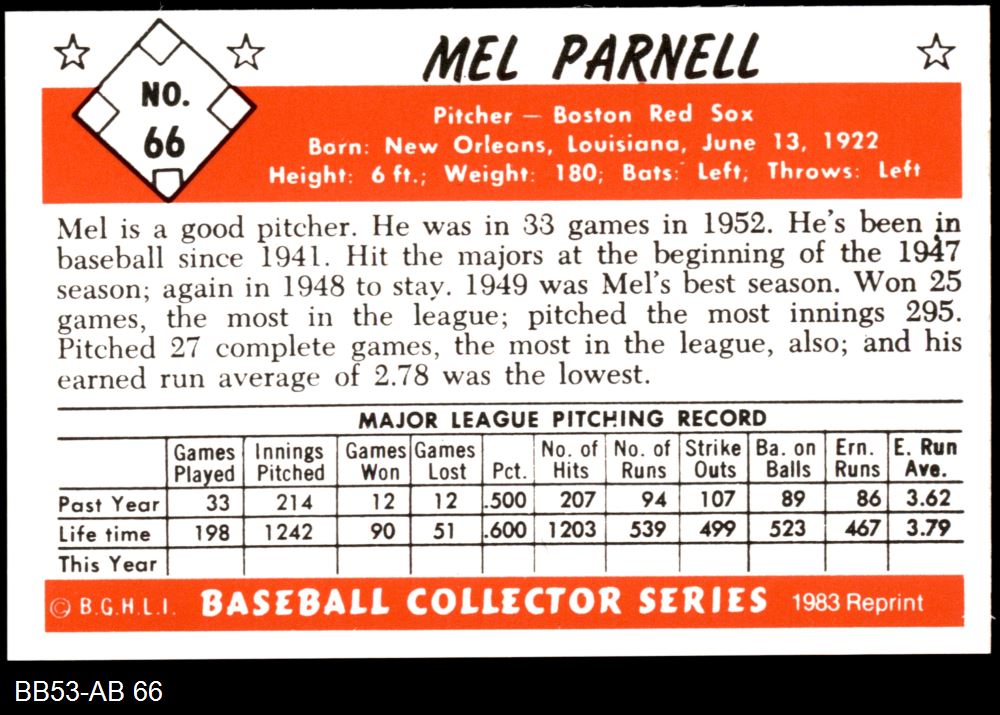 MEL PARNELL
NO.
66
Pitcher — Boston Red Sox
Born: New Orleans, Louisiana, June 13, 1922
Height: 6 ft.; Weight: 180; Bats: Left, Throws: Left
Mel is a good pitcher. He was in 33 games in 1952. He's been in
baseball since 1941. Hit the majors at the beginning of the 1947
season; again in 1948 to stay. 1949 was Mel's best season. Won 25
games, the most in the league; pitched the most innings 295.
Pitched 27 complete games, the most in the league, also; and his
earned run average of 2.78 was the lowest.
MAJOR LEAGUE PITCHING RECORD
Games Played Innings Pitched Games Won Games Lost Pct. No. of Hits No. of Runs Strike Outs Ba. on Balls Ern. Runs E. Run Ave.
Past Year 33 214 12 12 .500 207 94 107 89 86 3.62
Life time 198 1242 90 51 .600 1203 539 499 523 467 3.79
This Year
© B.G.H.L.I. BASEBALL COLLECTOR SERIES 1983 Reprint
BB53-AB 66